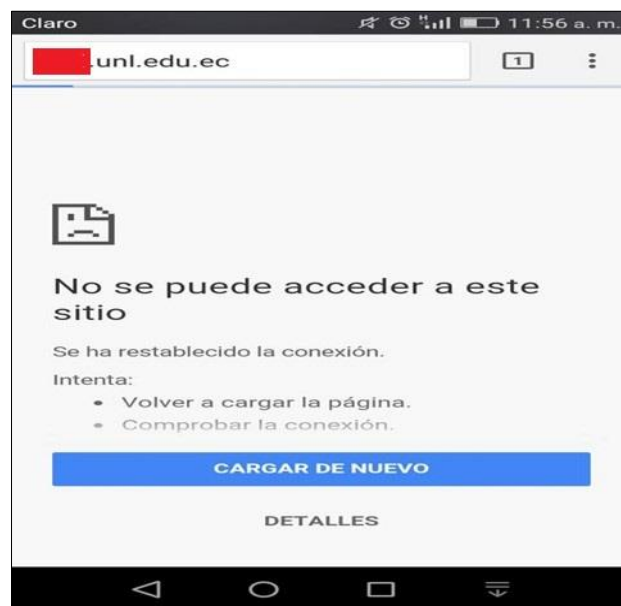 Claro H 11:56 a. m.
.unl.edu.ec 1
No se puede acceder a este
sitio
Se ha restablecido la conexión.
Intenta:
• Volver a cargar la página.
• Comprobar la conexión.
CARGAR DE NUEVO
DETALLES